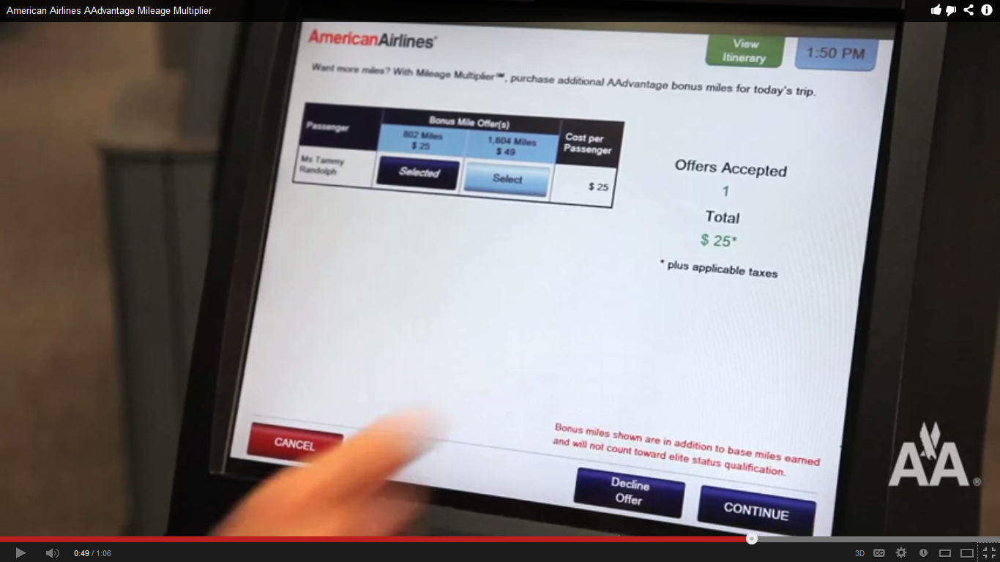 American Airlines AAdvantage Mileage Multiplier
AmericanAirlines®
View
Itinerary
1:50 PM
Want more miles? With Mileage Multiplier℠, purchase additional AAdvantage bonus miles for today's trip.
Passenger
Bonus Mile Offer(s)
802 Miles
$ 25
1,604 Miles
$ 49
Cost per
Passenger
Ms Tammy
Randolph
Selected
Select
$ 25
Offers Accepted
1
Total
$ 25*
* plus applicable taxes
Bonus miles shown are in addition to base miles earned
and will not count toward elite status qualification.
CANCEL
Decline
Offer
CONTINUE
AA®
0:49 / 1:06
3D
CC